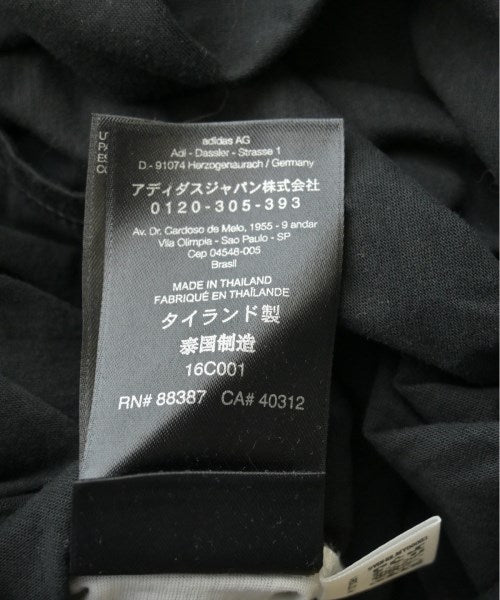 adidas AG
Adi - Dassler - Strasse 1
D.- 91074 Herzogenaurach / Germany
アディダスジャパン株式会社
0120-305-393
Av. Dr. Cardoso de Melo, 1955 - 9 andar
Vila Olimpia - Sao Paulo - SP
Cep 04548-005
Brasil
MADE IN THAILAND
FABRIQUÉ EN THAÏLANDE
タイランド製
泰国制造
16C001
RN# 88387 CA# 40312